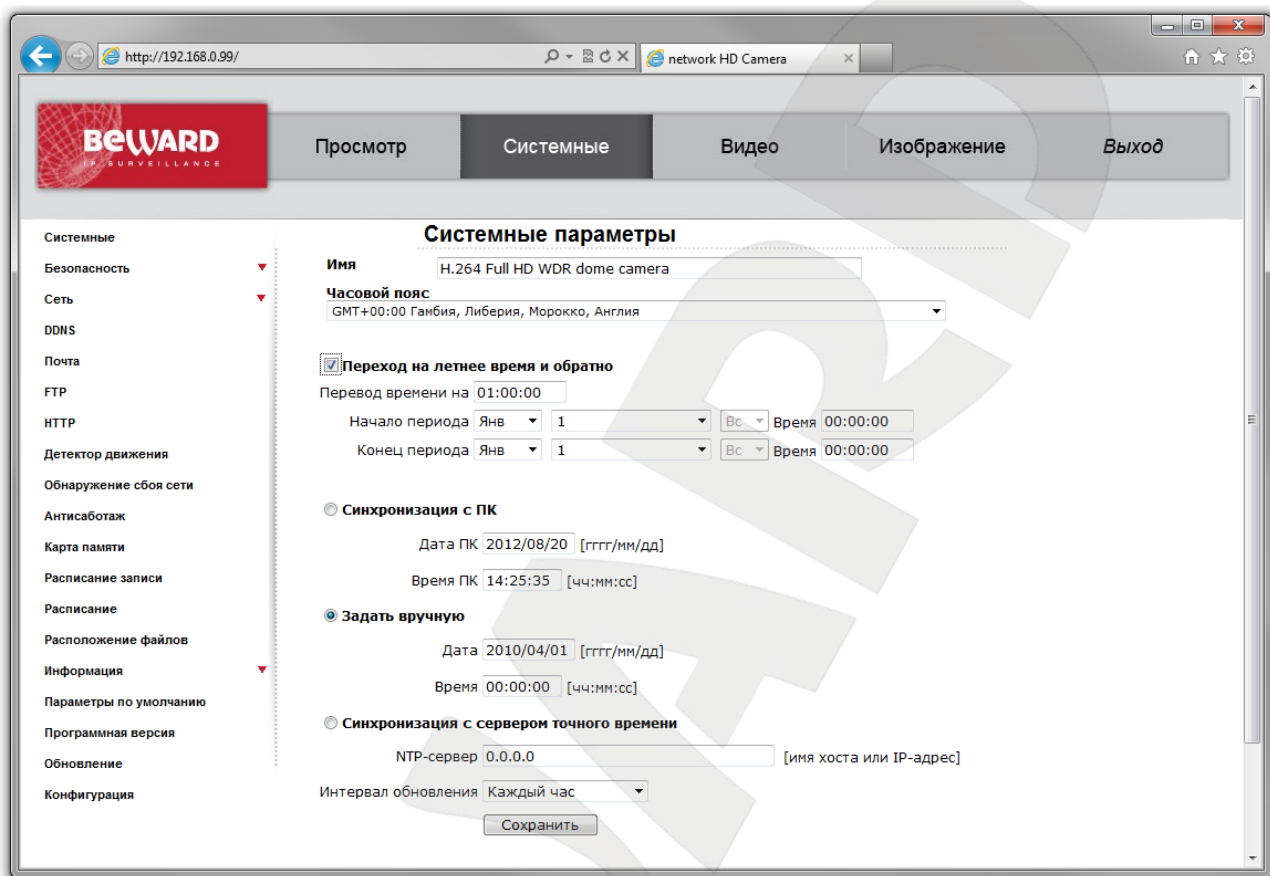 http://192.168.0.99/
network HD Camera
BEWARD
IP SURVEILLANCE
Просмотр
Системные
Видео
Изображение
Выход
Системные
Безопасность
Сеть
DDNS
Почта
FTP
HTTP
Детектор движения
Обнаружение сбоя сети
Антисаботаж
Карта памяти
Расписание записи
Расписание
Расположение файлов
Информация
Параметры по умолчанию
Программная версия
Обновление
Конфигурация
Системные параметры
Имя H.264 Full HD WDR dome camera
Часовой пояс
GMT+00:00 Гамбия, Либерия, Морокко, Англия
Переход на летнее время и обратно
Перевод времени на 01:00:00
Начало периода Янв 1 Вс Время 00:00:00
Конец периода Янв 1 Вс Время 00:00:00
Синхронизация с ПК
Дата ПК 2012/08/20 [гггг/мм/дд]
Время ПК 14:25:35 [чч:мм:сс]
Задать вручную
Дата 2010/04/01 [гггг/мм/дд]
Время 00:00:00 [чч:мм:сс]
Синхронизация с сервером точного времени
NTP-сервер 0.0.0.0 [имя хоста или IP-адрес]
Интервал обновления Каждый час
Сохранить